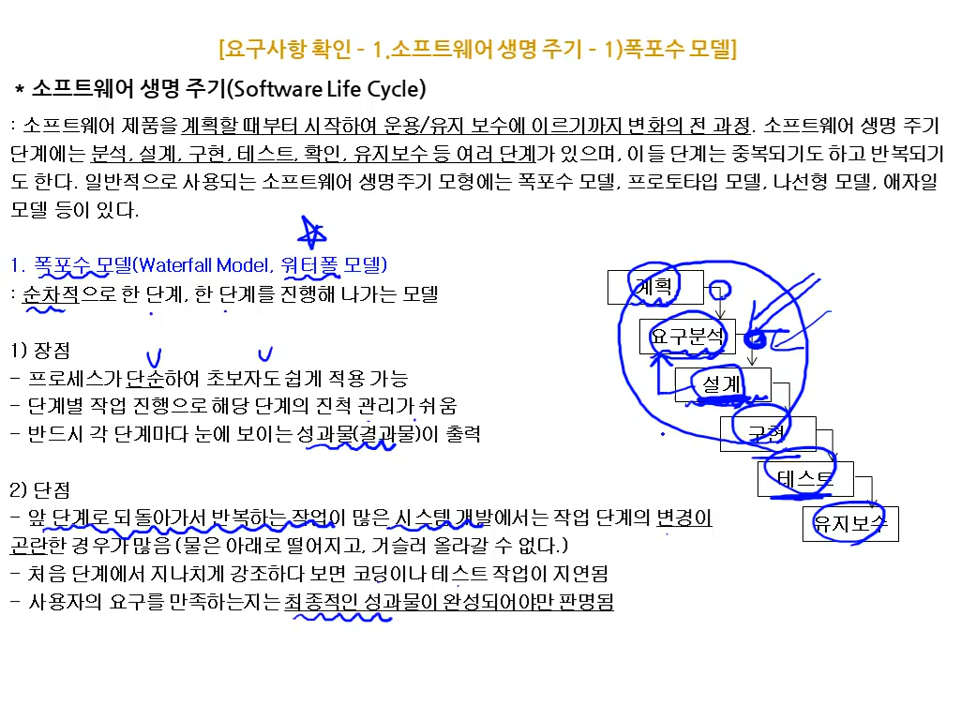 [요구사항 확인 - 1.소프트웨어 생명 주기 - 1)폭포수 모델]
* 소프트웨어 생명 주기(Software Life Cycle)
: 소프트웨어 제품을 계획할 때부터 시작하여 운용/유지 보수에 이르기까지 변화의 전 과정. 소프트웨어 생명 주기
단계에는 분석, 설계, 구현, 테스트, 확인, 유지보수 등 여러 단계가 있으며, 이들 단계는 중복되기도 하고 반복되기
도 한다. 일반적으로 사용되는 소프트웨어 생명주기 모형에는 폭포수 모델, 프로토타입 모델, 나선형 모델, 애자일
모델 등이 있다.
1. 폭포수 모델(Waterfall Model, 워터폴 모델)
: 순차적으로 한 단계, 한 단계를 진행해 나가는 모델
1) 장점
- 프로세스가 단순하여 초보자도 쉽게 적용 가능
- 단계별 작업 진행으로 해당 단계의 진척 관리가 쉬움
- 반드시 각 단계마다 눈에 보이는 성과물(결과물)이 출력
2) 단점
- 앞 단계로 되돌아가서 반복하는 작업이 많은 시스템 개발에서는 작업 단계의 변경이
곤란한 경우가 많음 (물은 아래로 떨어지고, 거슬러 올라갈 수 없다.)
- 처음 단계에서 지나치게 강조하다 보면 코딩이나 테스트 작업이 지연됨
- 사용자의 요구를 만족하는지는 최종적인 성과물이 완성되어야만 판명됨
계획
요구분석
설계
구현
테스트
유지보수